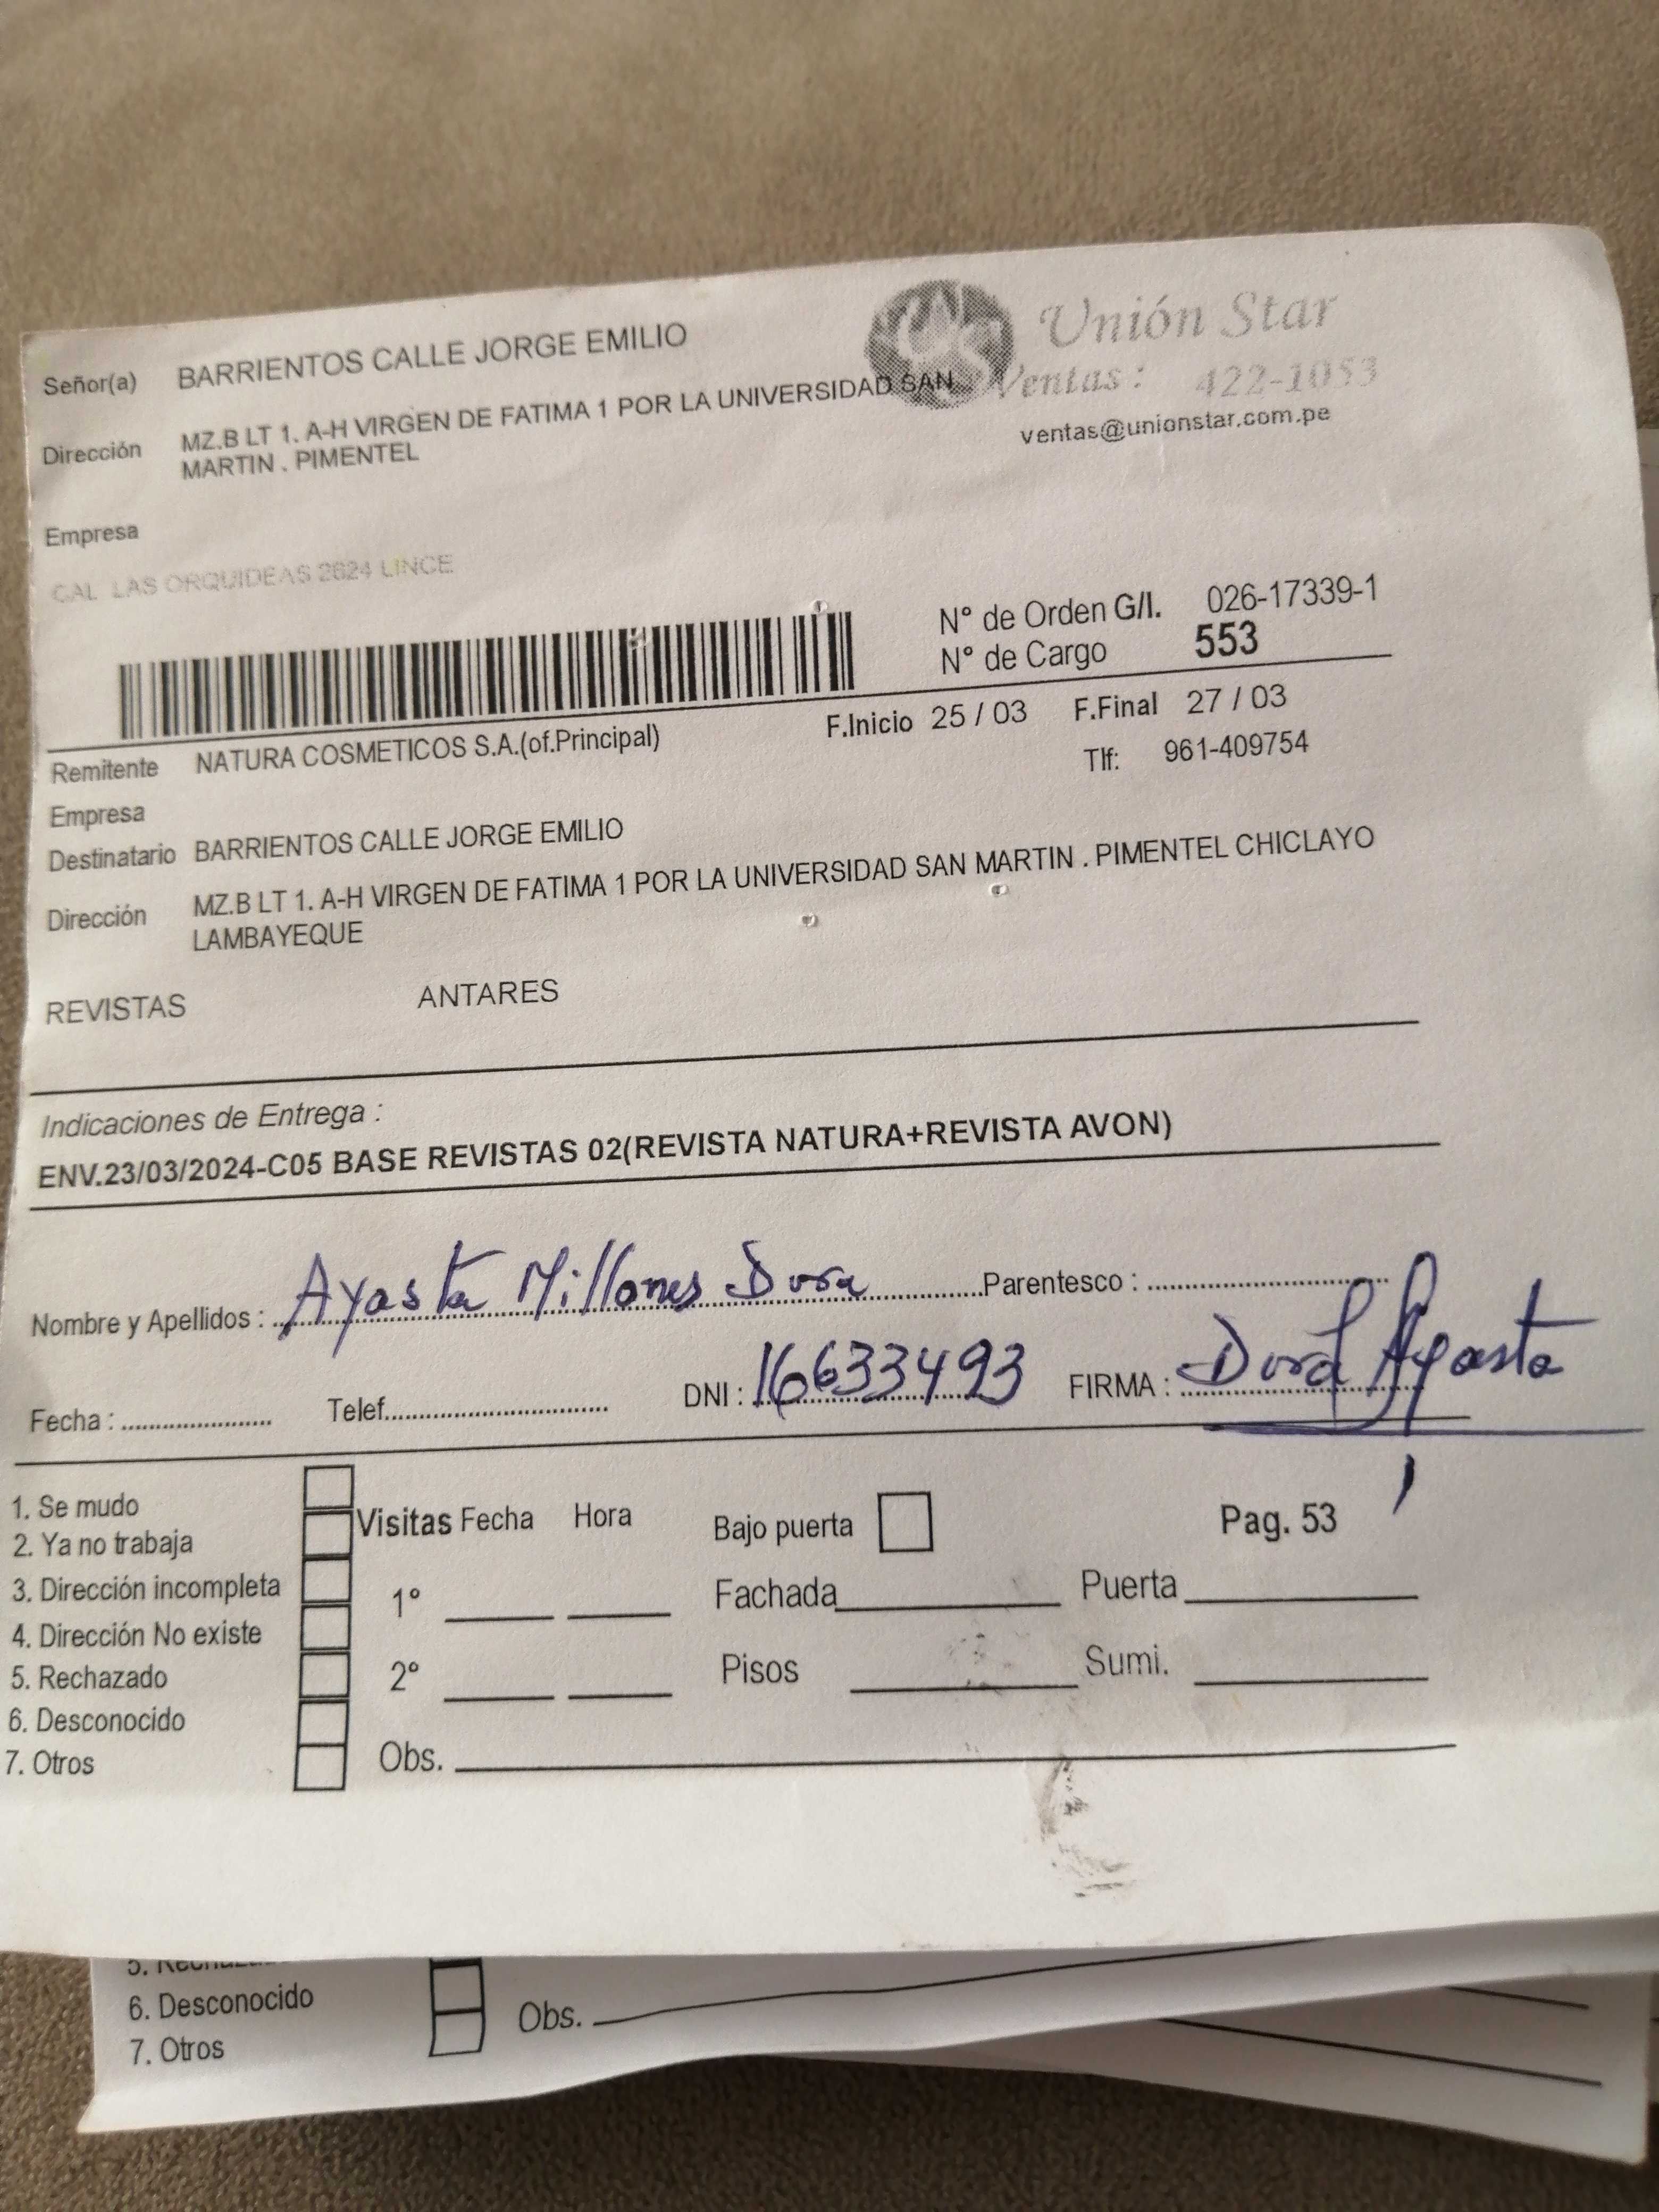 Señor(a) BARRIENTOS CALLE JORGE EMILIO
US Unión Star
Ventas: 422-1053
ventas@unionstar.com.pe
Dirección MZ.B LT 1. A-H VIRGEN DE FATIMA 1 POR LA UNIVERSIDAD SAN
MARTIN . PIMENTEL
Empresa
CAL LAS ORQUIDEAS 2624 LINCE
N° de Orden G/I. 026-17339-1
N° de Cargo 553
F.Inicio 25 / 03 F.Final 27 / 03
Remitente NATURA COSMETICOS S.A.(of.Principal)
Tlf: 961-409754
Empresa
Destinatario BARRIENTOS CALLE JORGE EMILIO
Dirección MZ.B LT 1. A-H VIRGEN DE FATIMA 1 POR LA UNIVERSIDAD SAN MARTIN . PIMENTEL CHICLAYO
LAMBAYEQUE
REVISTAS ANTARES
Indicaciones de Entrega :
ENV.23/03/2024-C05 BASE REVISTAS 02(REVISTA NATURA+REVISTA AVON)
Nombre y Apellidos : Ayasta Millones Dora Parentesco :
Fecha : Telef. DNI : 16633493 FIRMA : Dora Ayasta
1. Se mudo
2. Ya no trabaja
3. Dirección incompleta
4. Dirección No existe
5. Rechazado
6. Desconocido
7. Otros
Visitas Fecha Hora
1°
2°
Obs.
Bajo puerta Pag. 53
Fachada Puerta
Pisos Sumi.
6. Desconocido
7. Otros
Obs.